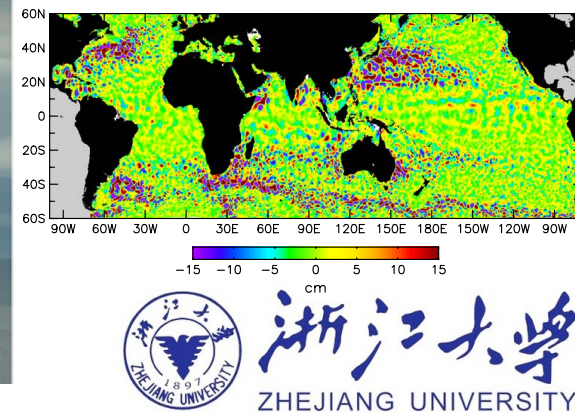 60N
40N
20N
0
20S
40S
60S
90W 60W 30W 0 30E 60E 90E 120E 150E 180E 150W 120W 90W
−15 −10 −5 0 5 10 15
cm
浙江大学
浙江大学
1897
ZHEJIANG UNIVERSITY
ZHEJIANG UNIVERSITY